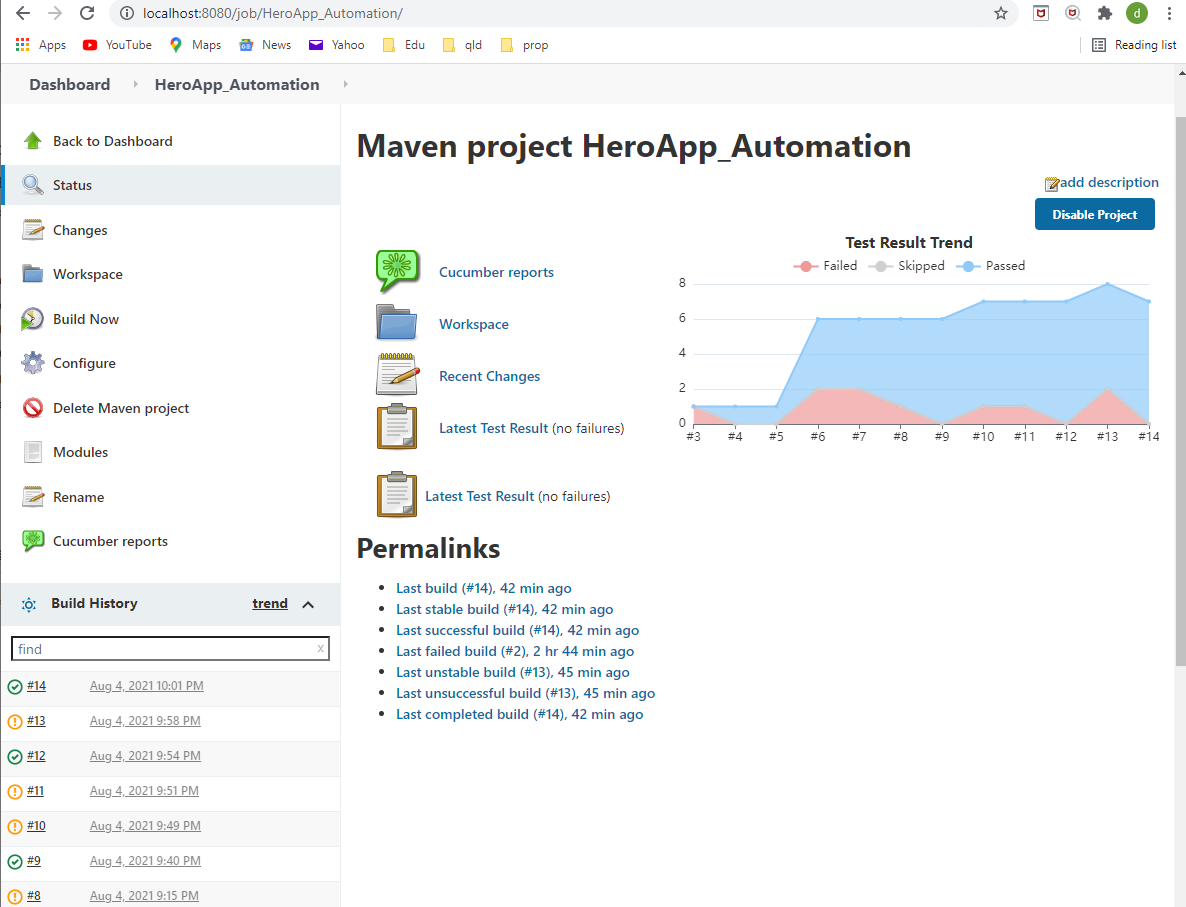 localhost:8080/job/HeroApp_Automation/
d
Apps YouTube Maps News Yahoo Edu qld prop Reading list
Dashboard HeroApp_Automation
Back to Dashboard
Status
Changes
Workspace
Build Now
Configure
Delete Maven project
Modules
Rename
Cucumber reports
Build History trend
find x
#14 Aug 4, 2021 10:01 PM
#13 Aug 4, 2021 9:58 PM
#12 Aug 4, 2021 9:54 PM
#11 Aug 4, 2021 9:51 PM
#10 Aug 4, 2021 9:49 PM
#9 Aug 4, 2021 9:40 PM
#8 Aug 4, 2021 9:15 PM
Maven project HeroApp_Automation
add description
Disable Project
Cucumber reports
Workspace
Recent Changes
Latest Test Result (no failures)
Latest Test Result (no failures)
Test Result Trend
Failed Skipped Passed
8
6
4
2
0
#3 #4 #5 #6 #7 #8 #9 #10 #11 #12 #13 #14
Permalinks
Last build (#14), 42 min ago
Last stable build (#14), 42 min ago
Last successful build (#14), 42 min ago
Last failed build (#2), 2 hr 44 min ago
Last unstable build (#13), 45 min ago
Last unsuccessful build (#13), 45 min ago
Last completed build (#14), 42 min ago